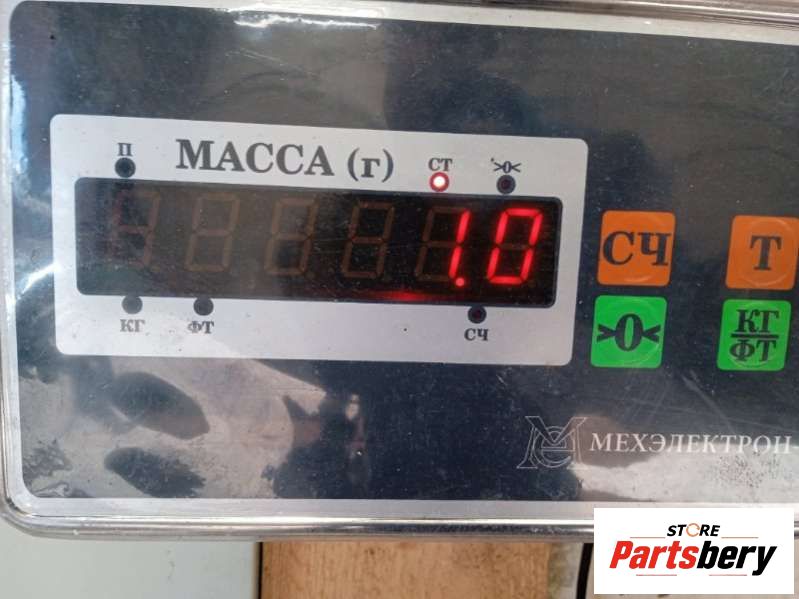 П МАССА (г) СТ >0<
1.0
КГ ФТ СЧ
СЧ Т
>0< КГ/ФТ
МЕХЭЛЕКТРОН-
STORE
Partsbery